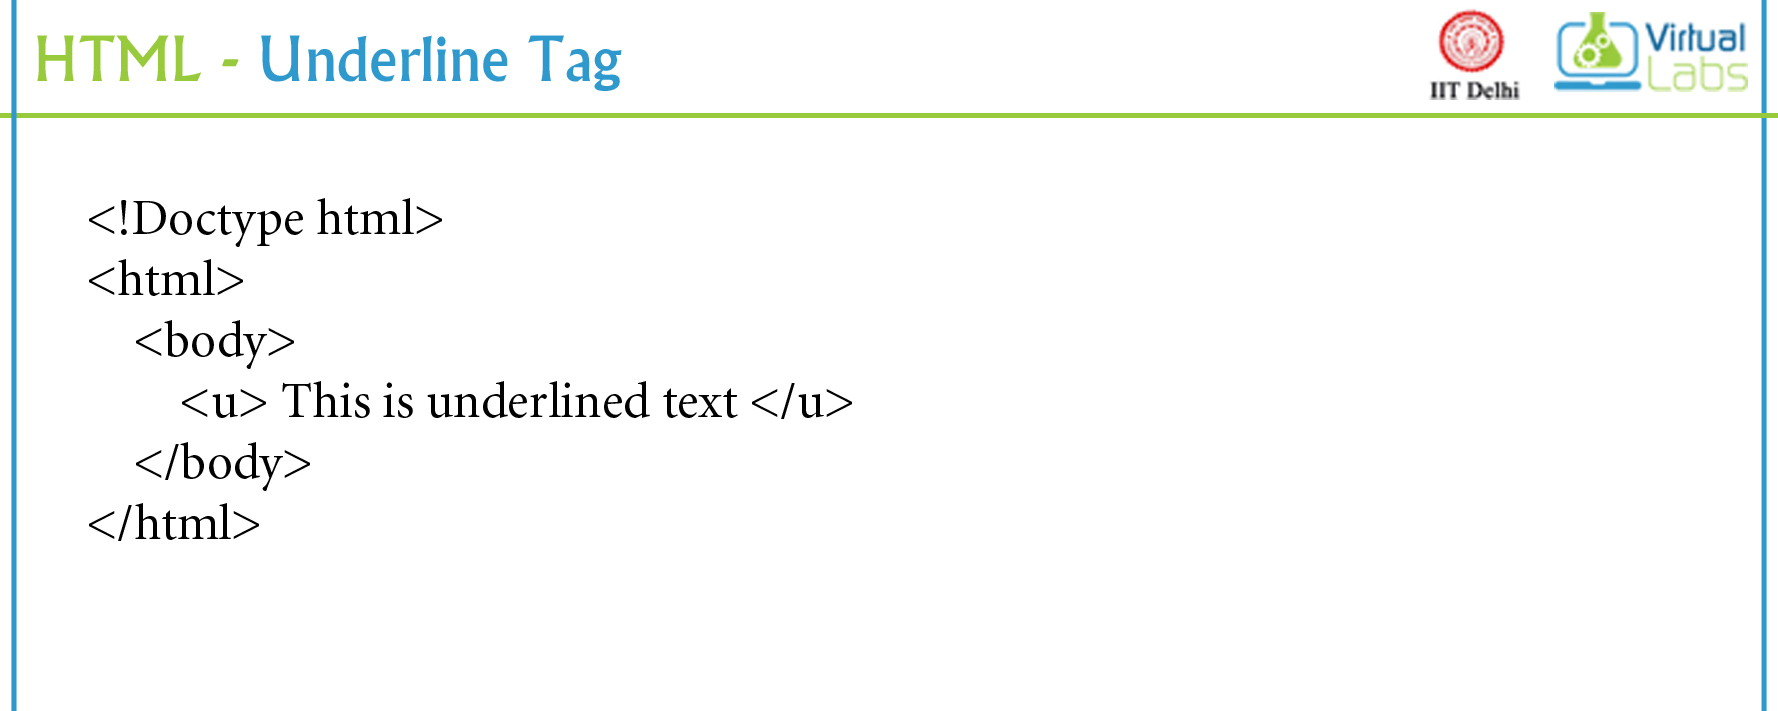 HTML - Underline Tag
IIT Delhi
Virtual
Labs
<!Doctype html>
<html>
<body>
<u> This is underlined text </u>
</body>
</html>